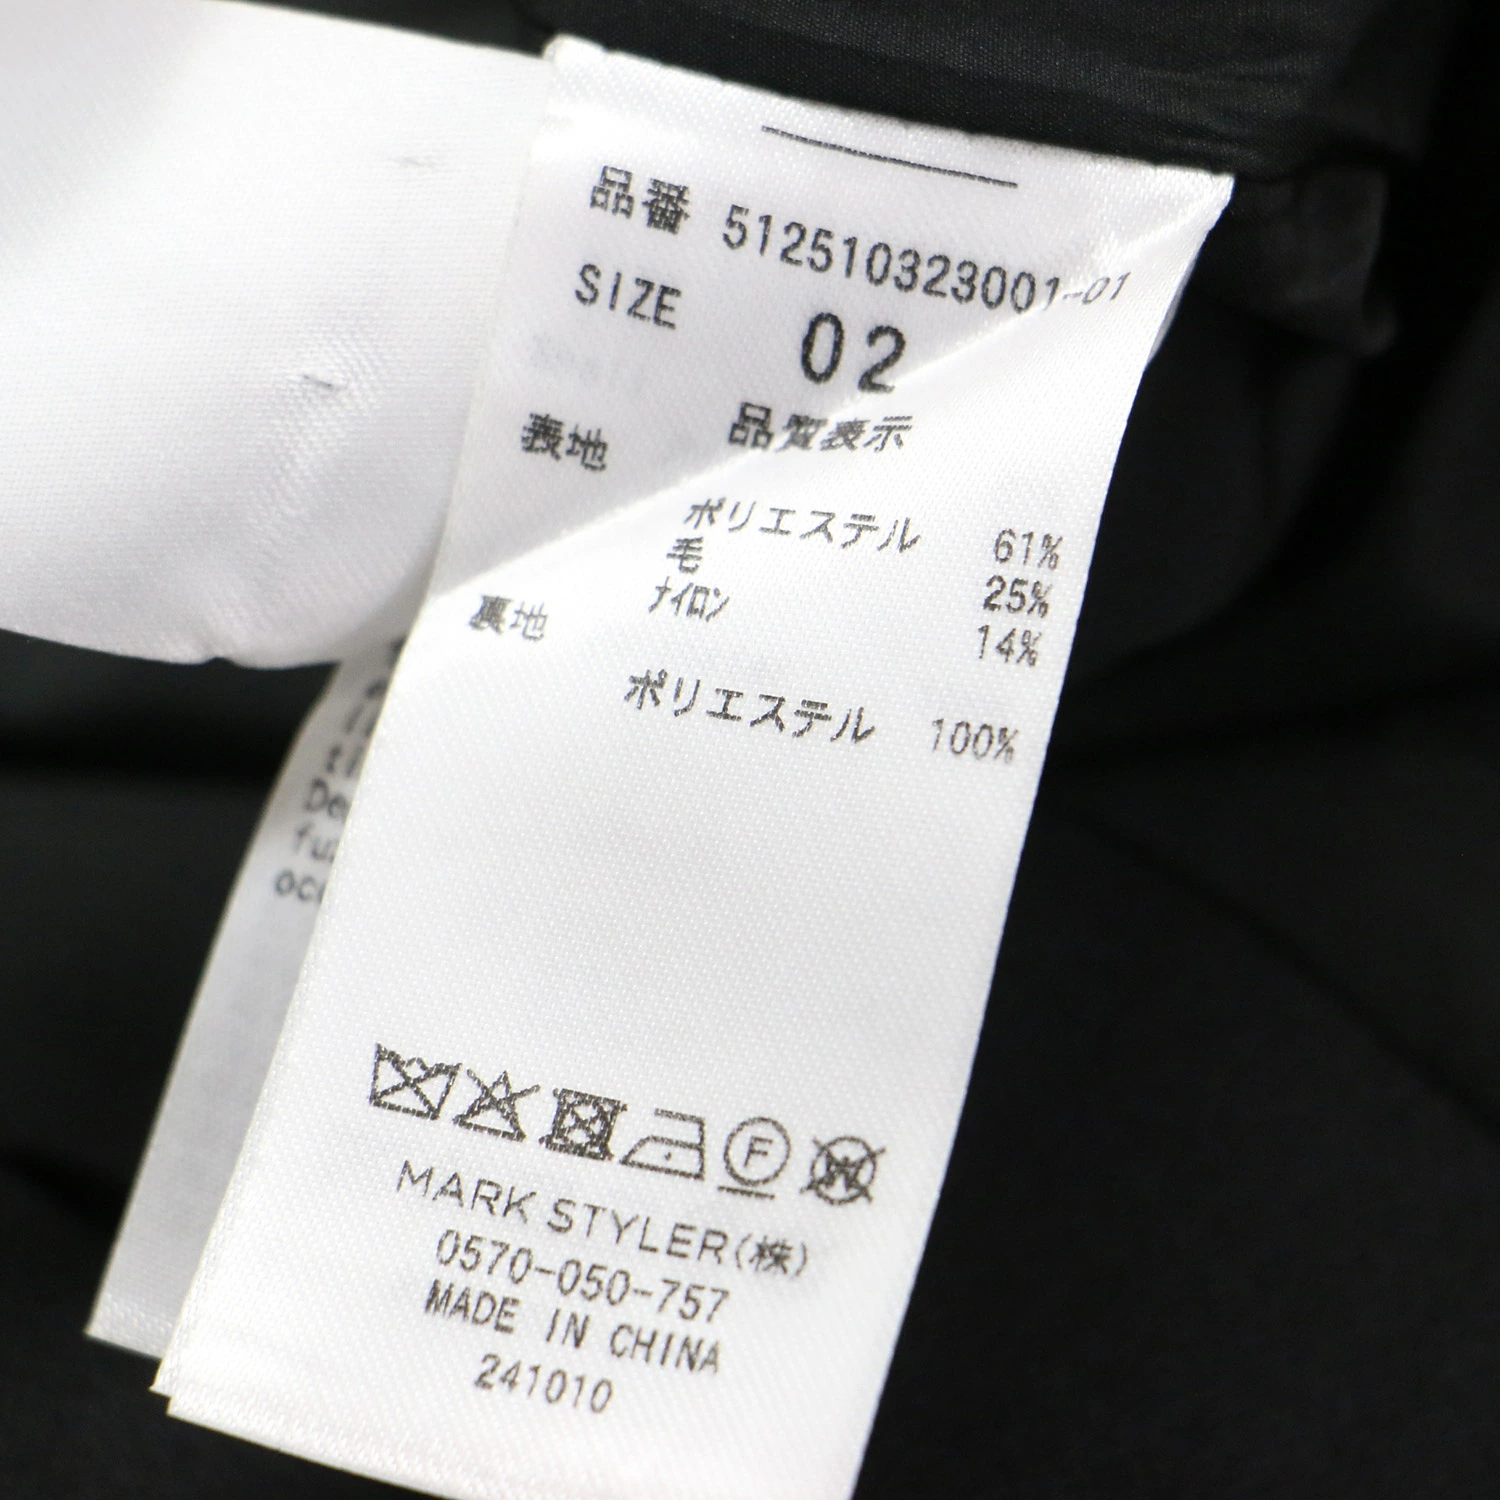 品番 512510323001-01
SIZE 02
品質表示
表地
ポリエステル 61%
毛 25%
ナイロン 14%
裏地
ポリエステル 100%
F
W
MARK STYLER(株)
0570-050-757
MADE IN CHINA
241010